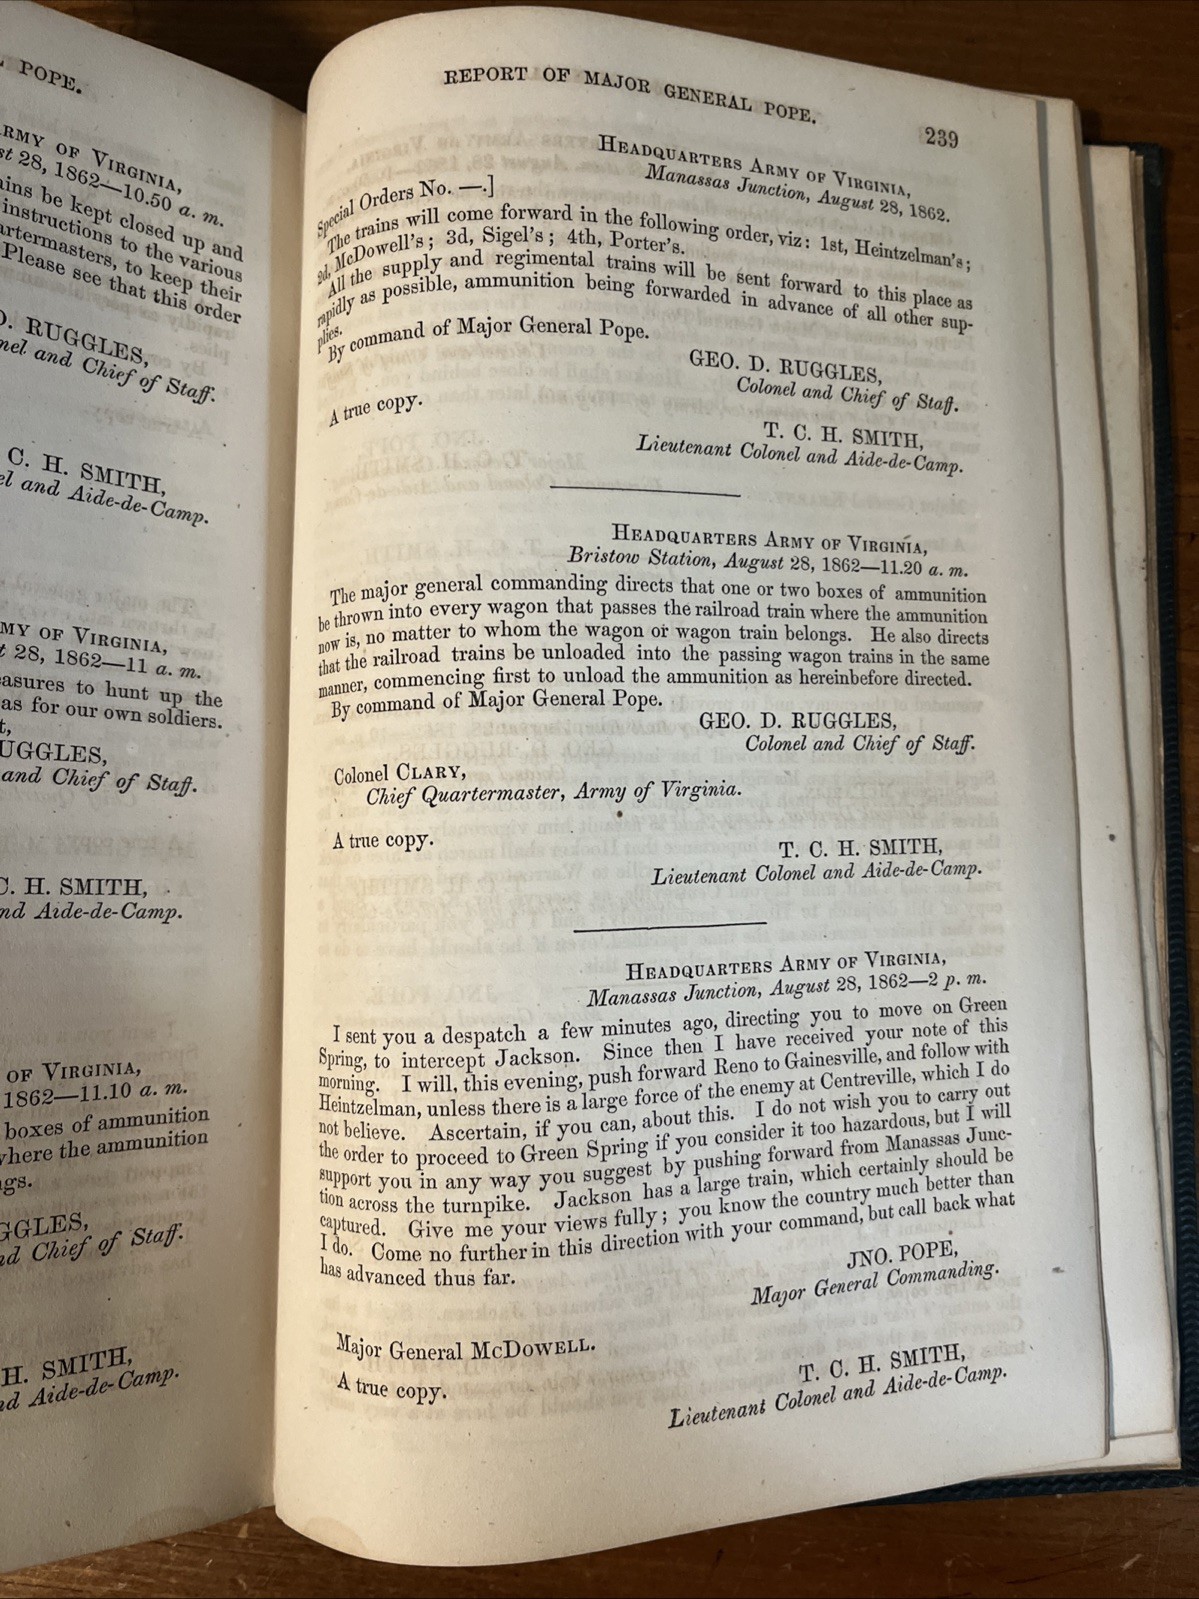 POPE.
ARMY OF VIRGINIA,
st 28, 1862—10.50 a. m.
ins be kept closed up and
instructions to the various
artermasters, to keep their
Please see that this order
D. RUGGLES,
nel and Chief of Staff.
C. H. SMITH,
el and Aide-de-Camp.
MY OF VIRGINIA,
t 28, 1862—11 a. m.
easures to hunt up the
as for our own soldiers.
t,
UGGLES,
and Chief of Staff.
C. H. SMITH,
nd Aide-de-Camp.
OF VIRGINIA,
1862—11.10 a. m.
boxes of ammunition
where the ammunition
gs.
GGLES,
nd Chief of Staff.
H. SMITH,
nd Aide-de-Camp.
REPORT OF MAJOR GENERAL POPE.
239
HEADQUARTERS ARMY OF VIRGINIA,
Manassas Junction, August 28, 1862.
Special Orders No. —.]
The trains will come forward in the following order, viz: 1st, Heintzelman's;
2d, McDowell's; 3d, Sigel's; 4th, Porter's.
All the supply and regimental trains will be sent forward to this place as
rapidly as possible, ammunition being forwarded in advance of all other sup-
plies.
By command of Major General Pope.
GEO. D. RUGGLES,
Colonel and Chief of Staff.
A true copy.
T. C. H. SMITH,
Lieutenant Colonel and Aide-de-Camp.
HEADQUARTERS ARMY OF VIRGINIA,
Bristow Station, August 28, 1862—11.20 a. m.
The major general commanding directs that one or two boxes of ammunition
be thrown into every wagon that passes the railroad train where the ammunition
now is, no matter to whom the wagon or wagon train belongs. He also directs
that the railroad trains be unloaded into the passing wagon trains in the same
manner, commencing first to unload the ammunition as hereinbefore directed.
By command of Major General Pope.
GEO. D. RUGGLES,
Colonel and Chief of Staff.
Colonel CLARY,
Chief Quartermaster, Army of Virginia.
A true copy.
T. C. H. SMITH,
Lieutenant Colonel and Aide-de-Camp.
HEADQUARTERS ARMY OF VIRGINIA,
Manassas Junction, August 28, 1862—2 p. m.
I sent you a despatch a few minutes ago, directing you to move on Green
Spring, to intercept Jackson. Since then I have received your note of this
morning. I will, this evening, push forward Reno to Gainesville, and follow with
Heintzelman, unless there is a large force of the enemy at Centreville, which I do
not believe. Ascertain, if you can, about this. I do not wish you to carry out
the order to proceed to Green Spring if you consider it too hazardous, but I will
support you in any way you suggest by pushing forward from Manassas Junc-
tion across the turnpike. Jackson has a large train, which certainly should be
captured. Give me your views fully; you know the country much better than
I do. Come no further in this direction with your command, but call back what
has advanced thus far.
JNO. POPE,
Major General Commanding.
Major General McDOWELL.
A true copy.
T. C. H. SMITH,
Lieutenant Colonel and Aide-de-Camp.